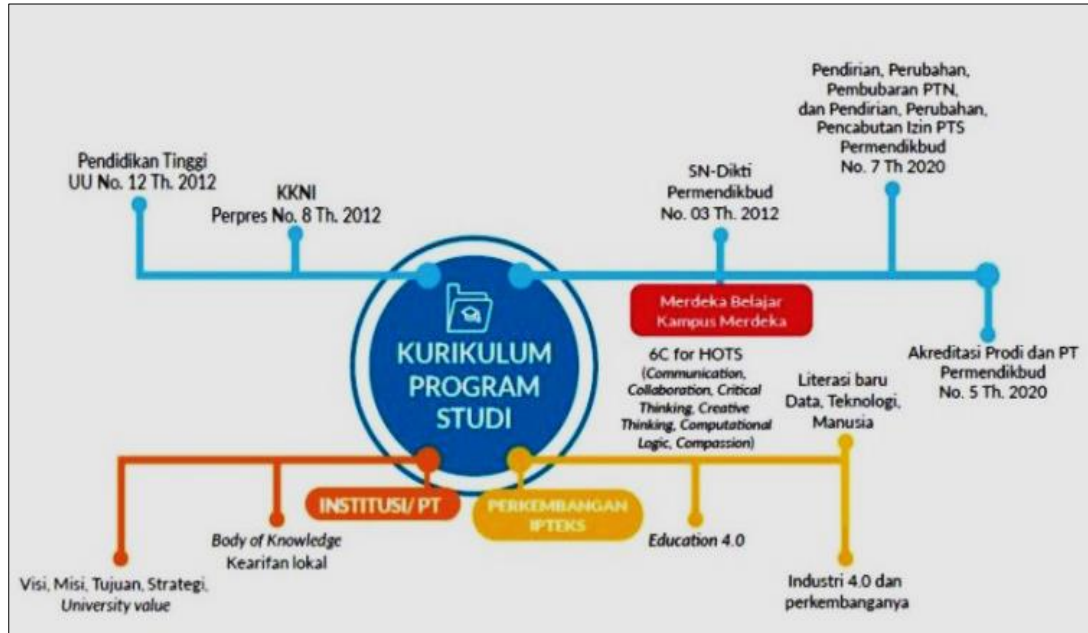 Pendirian, Perubahan,
Pembubaran PTN,
dan Pendirian, Perubahan,
Pencabutan Izin PTS
Permendikbud
No. 7 Th 2020
Pendidikan Tinggi
UU No. 12 Th. 2012
KKNI
Perpres No. 8 Th. 2012
SN-Dikti
Permendikbud
No. 03 Th. 2012
Merdeka Belajar
Kampus Merdeka
KURIKULUM
PROGRAM
STUDI
6C for HOTS
(Communication,
Collaboration, Critical
Thinking, Creative
Thinking, Computational
Logic, Compassion)
Literasi baru
Data, Teknologi,
Manusia
Akreditasi Prodi dan PT
Permendikbud
No. 5 Th. 2020
INSTITUSI/ PT
PERKEMBANGAN
IPTEKS
Body of Knowledge
Kearifan lokal
Education 4.0
Visi, Misi, Tujuan, Strategi,
University value
Industri 4.0 dan
perkembanganya